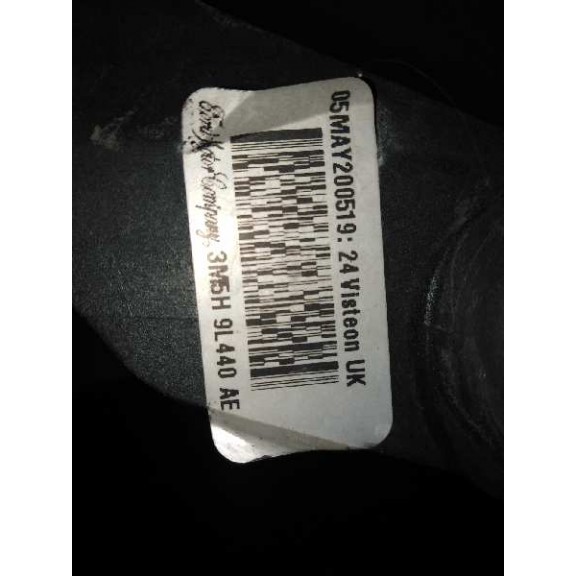 05MAY200519:24 Visteon UK
Ford Motor Company, 3M5H 9L440 AE